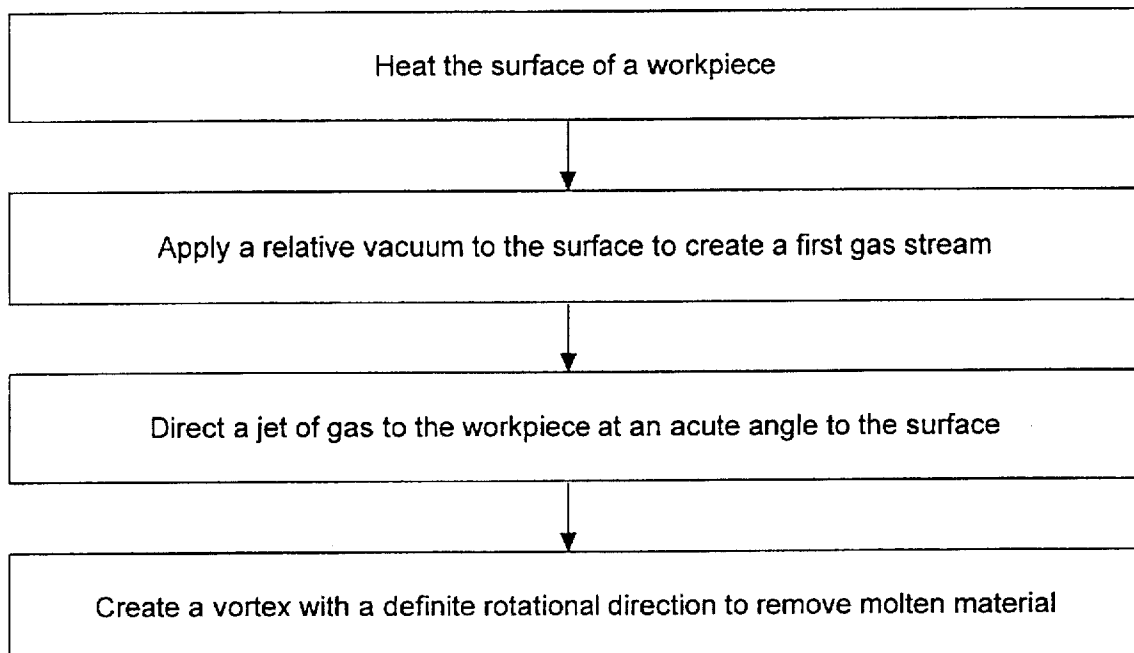 Heat the surface of a workpiece
Apply a relative vacuum to the surface to create a first gas stream
Direct a jet of gas to the workpiece at an acute angle to the surface
Create a vortex with a definite rotational direction to remove molten material